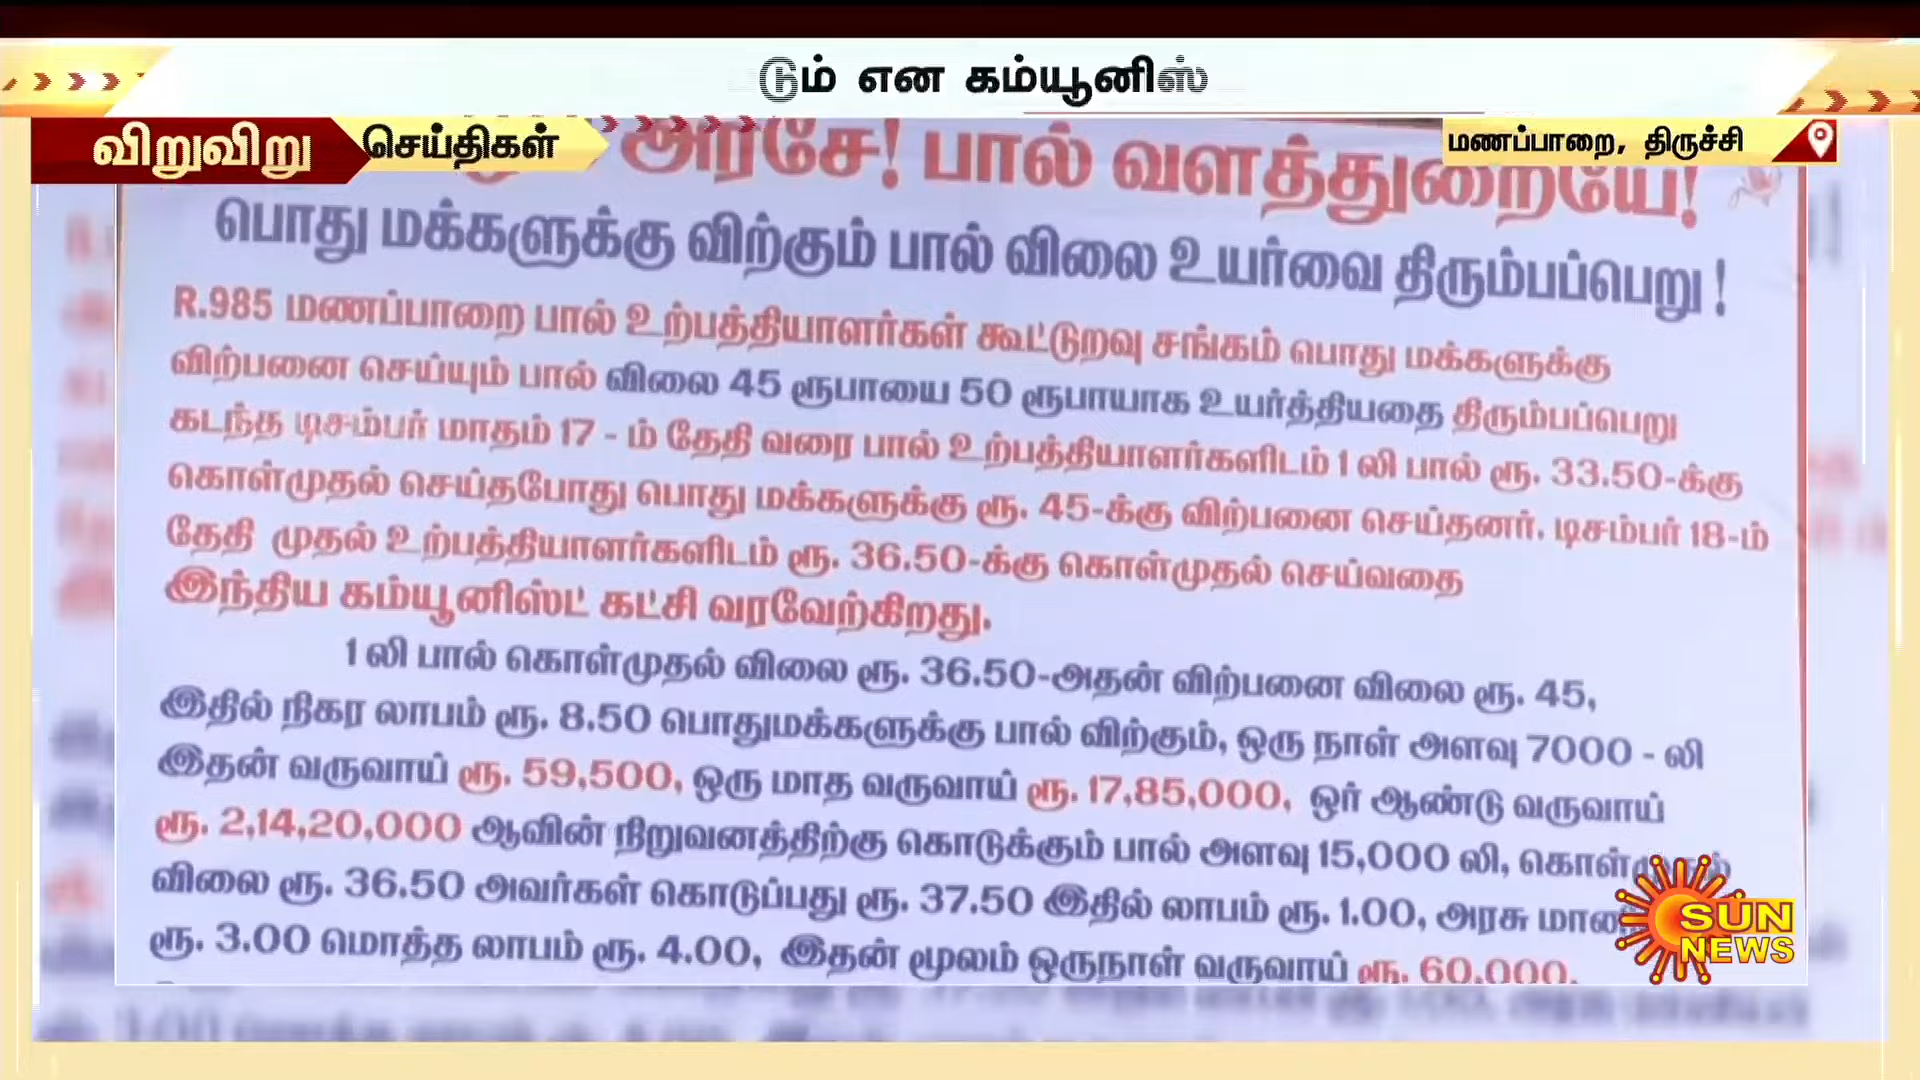 டும் என கம்யூனிஸ்
விறுவிறு செய்திகள்
மணப்பாறை, திருச்சி
அரசே! பால் வளத்துறையே!
பொது மக்களுக்கு விற்கும் பால் விலை உயர்வை திரும்பப்பெறு !
R.985 மணப்பாறை பால் உற்பத்தியாளர்கள் கூட்டுறவு சங்கம் பொது மக்களுக்கு
விற்பனை செய்யும் பால் விலை 45 ரூபாயை 50 ரூபாயாக உயர்த்தியதை திரும்பப்பெறு
கடந்த டிசம்பர் மாதம் 17 - ம் தேதி வரை பால் உற்பத்தியாளர்களிடம் 1 லி பால் ரூ. 33.50-க்கு
கொள்முதல் செய்தபோது பொது மக்களுக்கு ரூ. 45-க்கு விற்பனை செய்தனர். டிசம்பர் 18-ம்
தேதி முதல் உற்பத்தியாளர்களிடம் ரூ. 36.50-க்கு கொள்முதல் செய்வதை
இந்திய கம்யூனிஸ்ட் கட்சி வரவேற்கிறது.
1 லி பால் கொள்முதல் விலை ரூ. 36.50-அதன் விற்பனை விலை ரூ. 45,
இதில் நிகர லாபம் ரூ. 8.50 பொதுமக்களுக்கு பால் விற்கும், ஒரு நாள் அளவு 7000 - லி
இதன் வருவாய் ரூ. 59,500, ஒரு மாத வருவாய் ரூ. 17,85,000, ஓர் ஆண்டு வருவாய்
ரூ. 2,14,20,000 ஆவின் நிறுவனத்திற்கு கொடுக்கும் பால் அளவு 15,000 லி, கொள்முதல்
விலை ரூ. 36.50 அவர்கள் கொடுப்பது ரூ. 37.50 இதில் லாபம் ரூ. 1.00, அரசு
ரூ. 3.00 மொத்த லாபம் ரூ. 4.00, இதன் மூலம் ஒருநாள் வருவாய் ரூ. 60,000.
SUN
NEWS